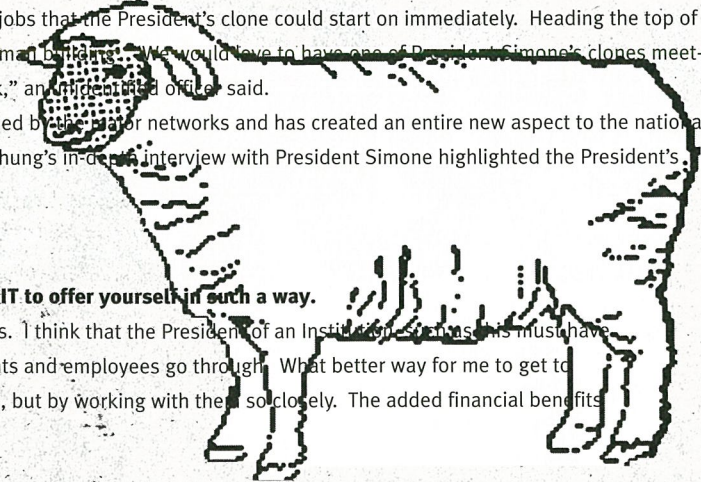 jobs that the President's clone could start on immediately. Heading the top of
man building. "We would love to have one of President Simone's clones meet-
," an unidentified officer said.
ed by the major networks and has created an entire new aspect to the nationa
hung's in-depth interview with President Simone highlighted the President's
IT to offer yourself in such a way.
s. I think that the President of an Institution such as this must have
nts and employees go through. What better way for me to get to
, but by working with them so closely. The added financial benefits